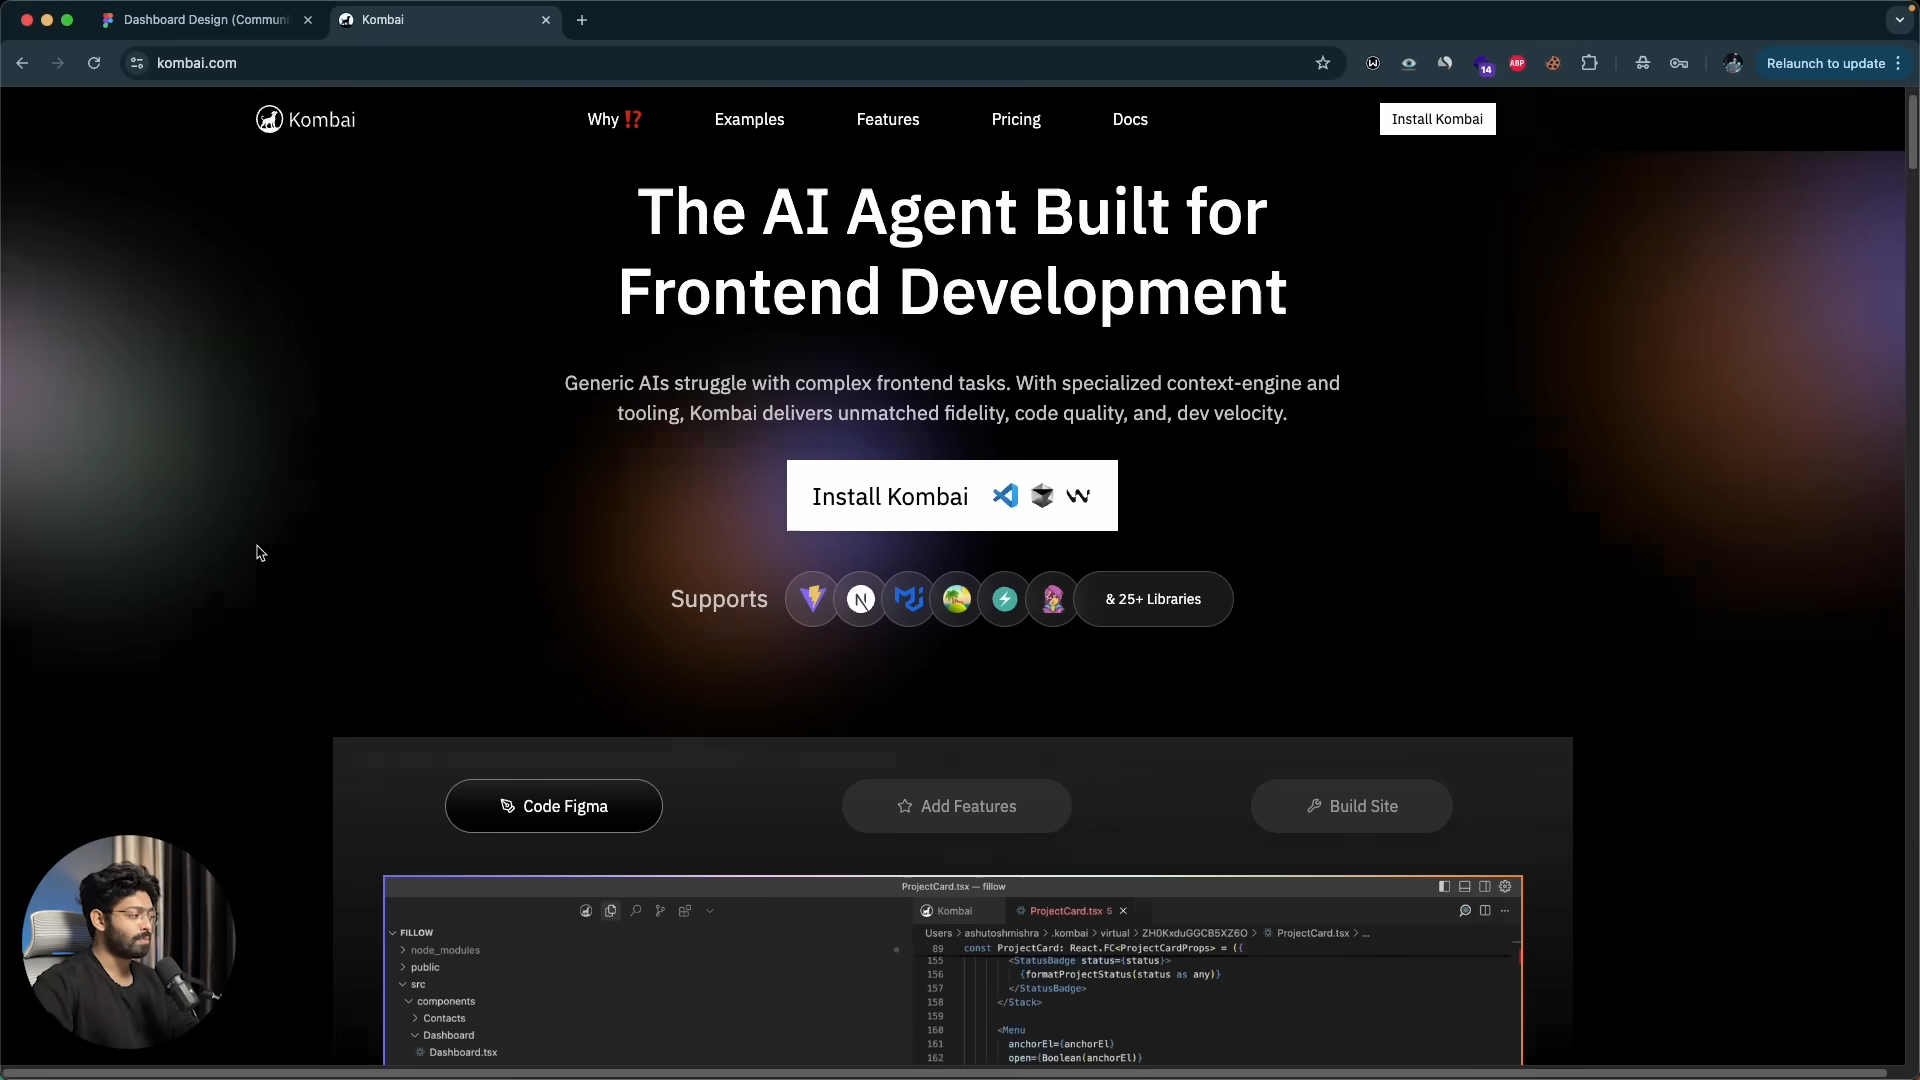 Dashboard Design (Communi
Kombai
kombai.com
14
ABP
Relaunch to update
Kombai
Why ⁉️
Examples
Features
Pricing
Docs
Install Kombai
The AI Agent Built for
Frontend Development
Generic AIs struggle with complex frontend tasks. With specialized context-engine and
tooling, Kombai delivers unmatched fidelity, code quality, and, dev velocity.
Install Kombai
Supports
N
& 25+ Libraries
Code Figma
Add Features
Build Site
ProjectCard.tsx — fillow
Kombai
ProjectCard.tsx 5
FILLOW
node_modules
public
src
components
Contacts
Dashboard
Dashboard.tsx
Users > ashutoshmishra > .kombai > virtual > ZH0KxduGGCB5XZ6O > ProjectCard.tsx > ...
89 const ProjectCard: React.FC<ProjectCardProps> = ({
155 <StatusBadge status={status}>
156 {formatProjectStatus(status as any)}
157 </StatusBadge>
158 </Stack>
159
160 <Menu
161 anchorEl={anchorEl}
162 open={Boolean(anchorEl)}